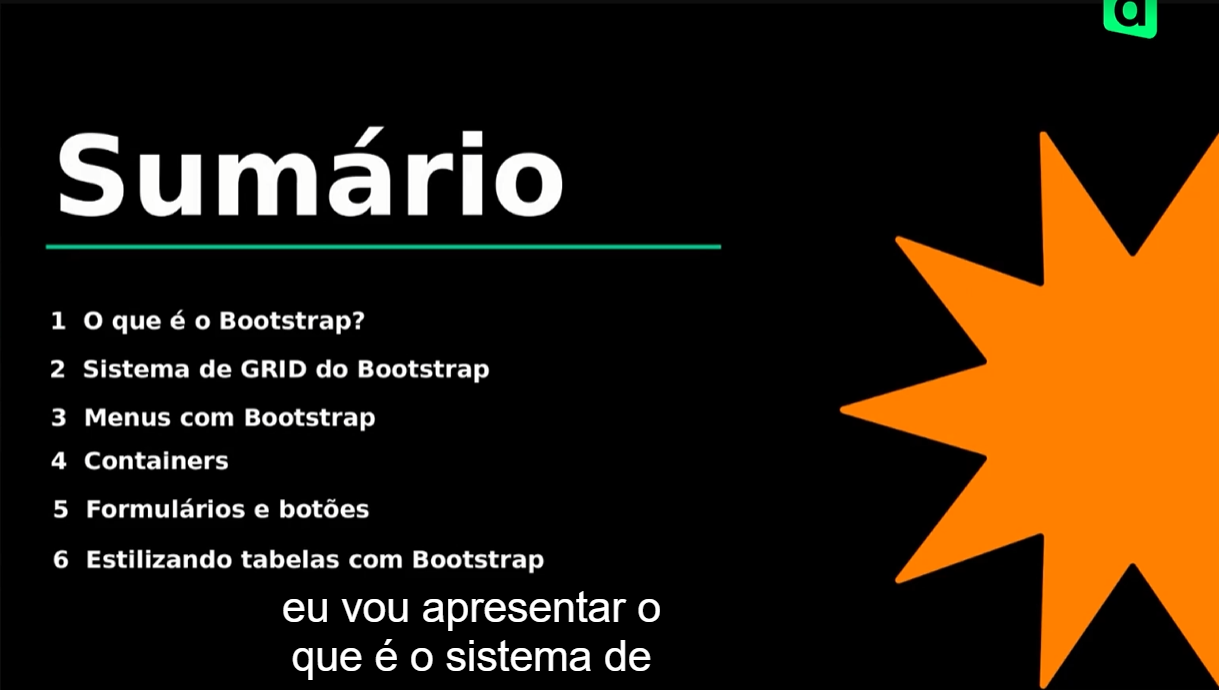 a
Sumário
1 O que é o Bootstrap?
2 Sistema de GRID do Bootstrap
3 Menus com Bootstrap
4 Containers
5 Formulários e botões
6 Estilizando tabelas com Bootstrap
eu vou apresentar o
que é o sistema de